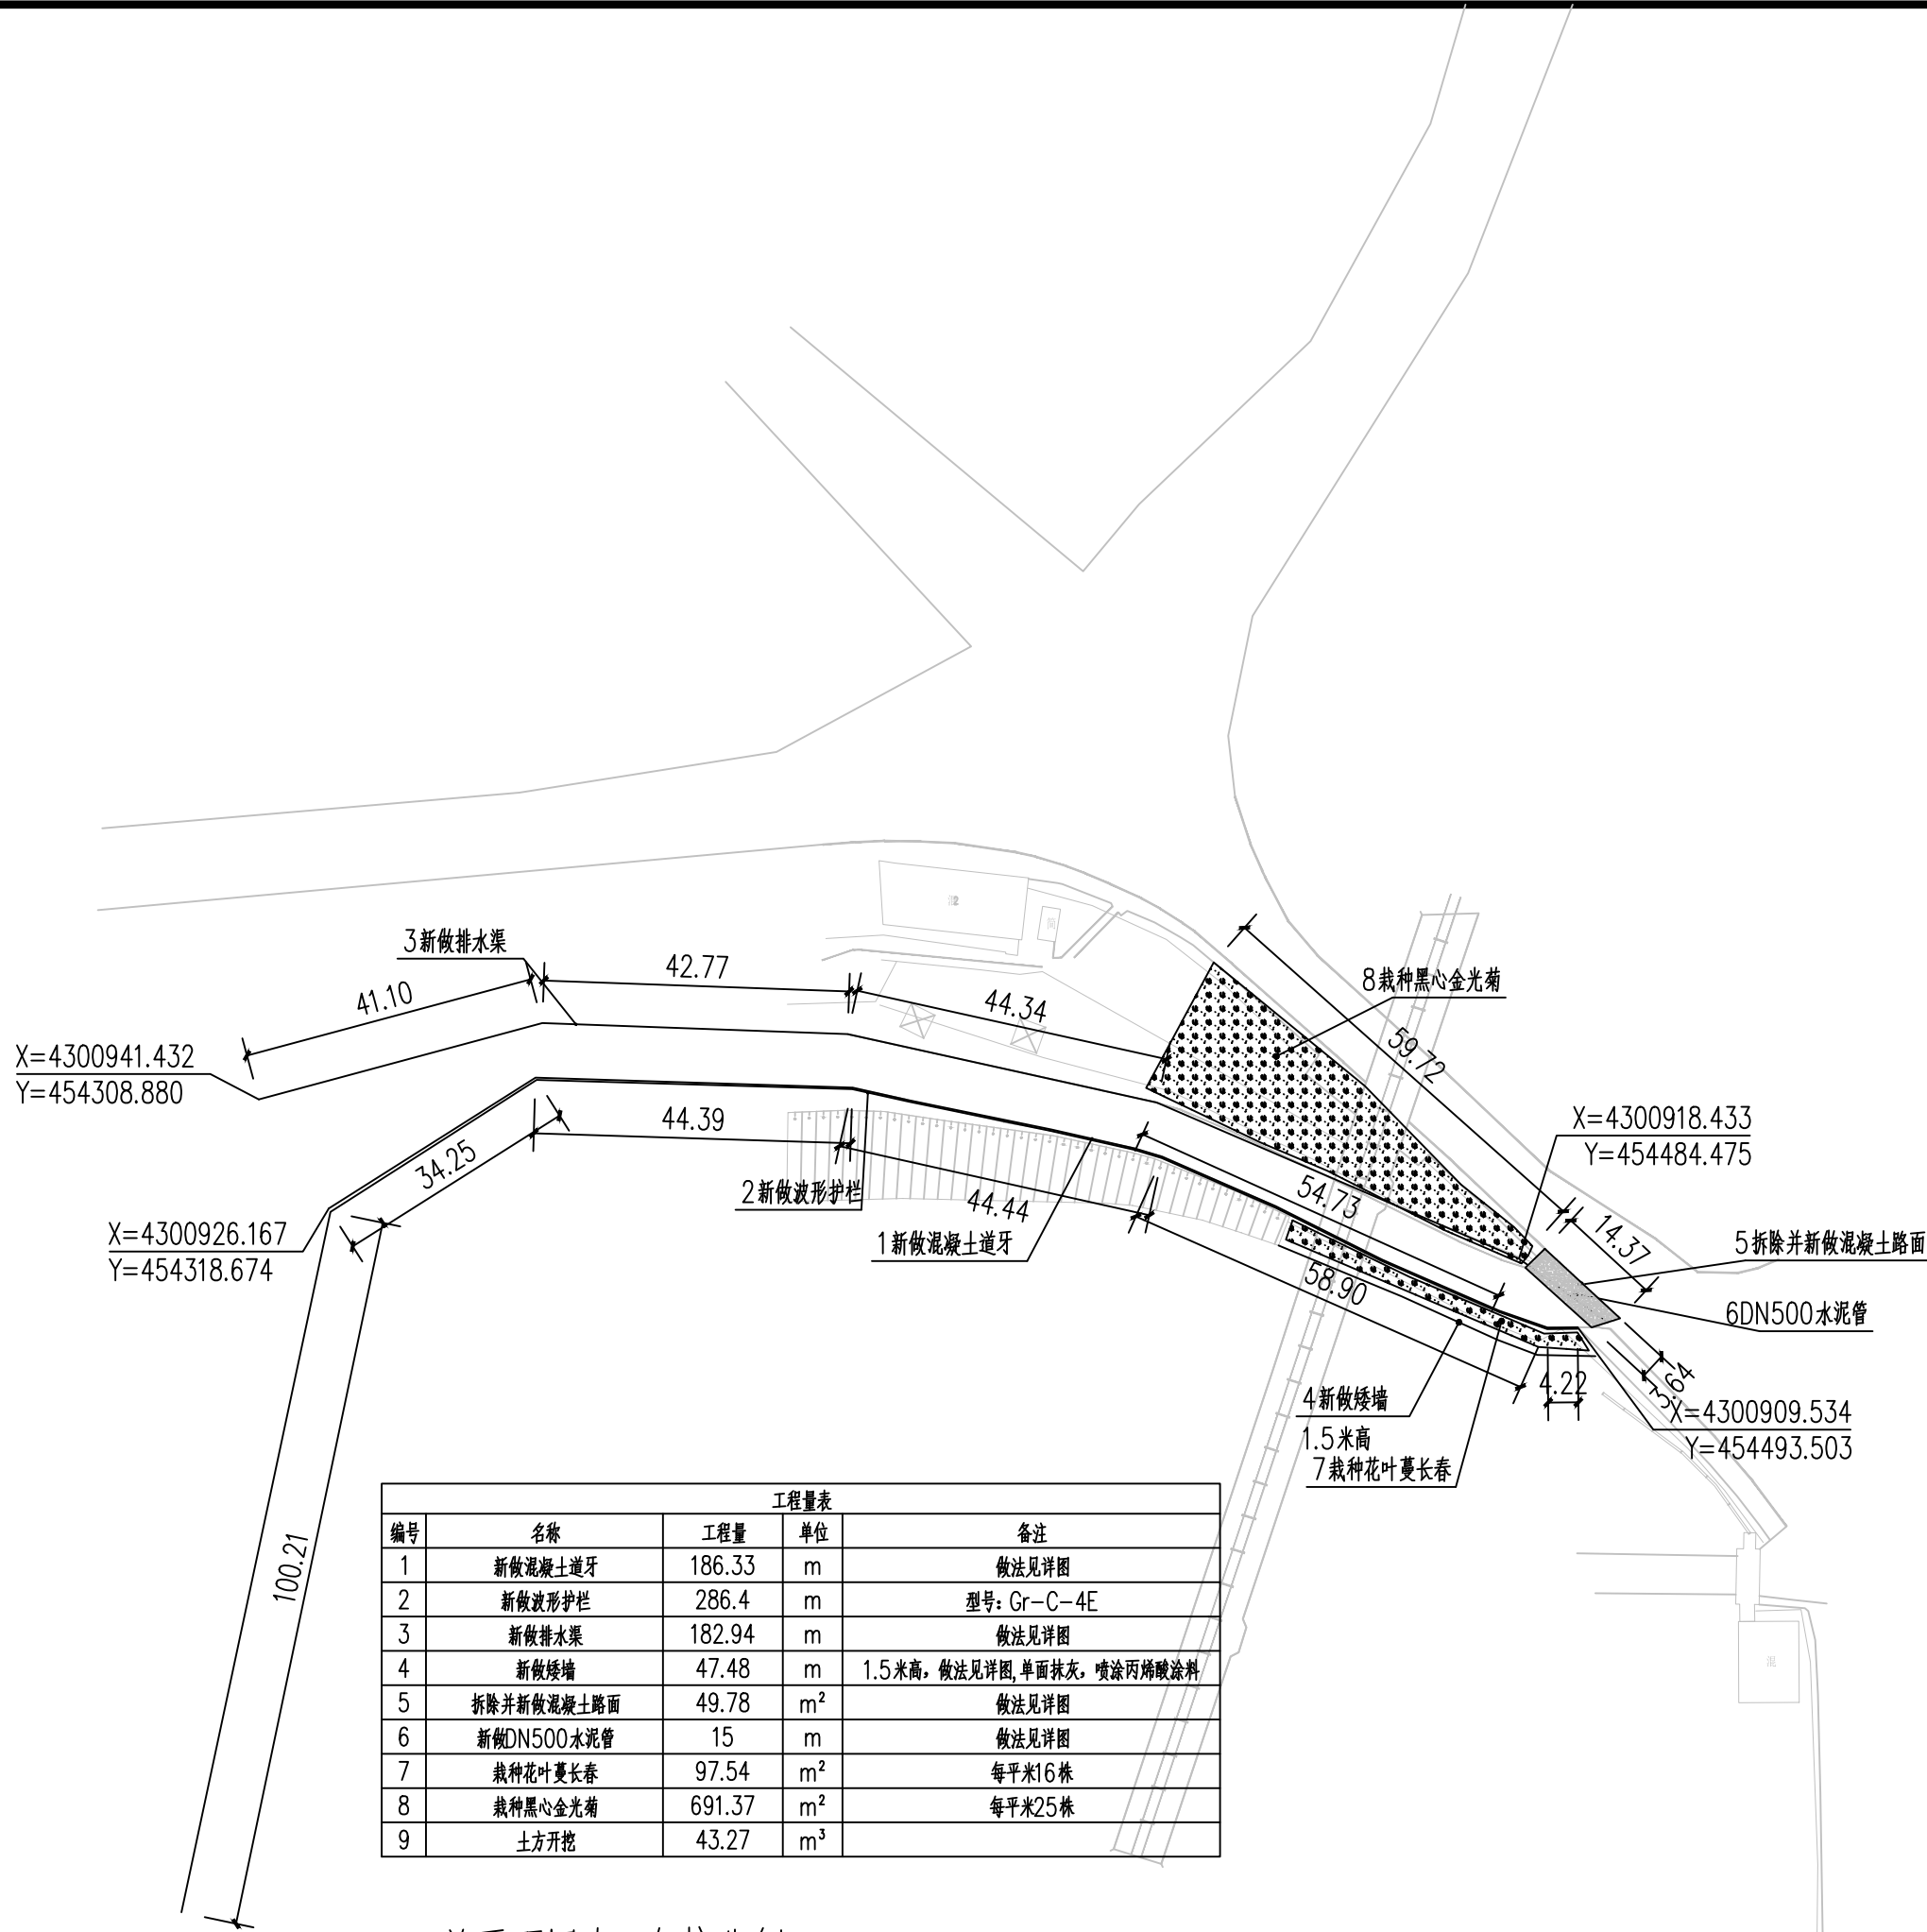 3新做排水渠
42.77
41.10
44.34
8栽种黑心金光菊
59.72
X=4300941.432
Y=454308.880
44.39
34.25
X=4300918.433
Y=454484.475
2新做波形护栏
44.44
54.73
1新做混凝土道牙
X=4300926.167
Y=454318.674
14.37
5拆除并新做混凝土路面
58.90
6DN500水泥管
4新做矮墙
1.5米高
4.22
3.64
X=4300909.534
Y=454493.503
7栽种花叶蔓长春
100.21
工程量表
编号 名称 工程量 单位 备注
1 新做混凝土道牙 186.33 m 做法见详图
2 新做波形护栏 286.4 m 型号：Gr-C-4E
3 新做排水渠 182.94 m 做法见详图
4 新做矮墙 47.48 m 1.5米高，做法见详图,单面抹灰，喷涂丙烯酸涂料
5 拆除并新做混凝土路面 49.78 m² 做法见详图
6 新做DN500水泥管 15 m 做法见详图
7 栽种花叶蔓长春 97.54 m² 每平米16株
8 栽种黑心金光菊 691.37 m² 每平米25株
9 土方开挖 43.27 m³
混